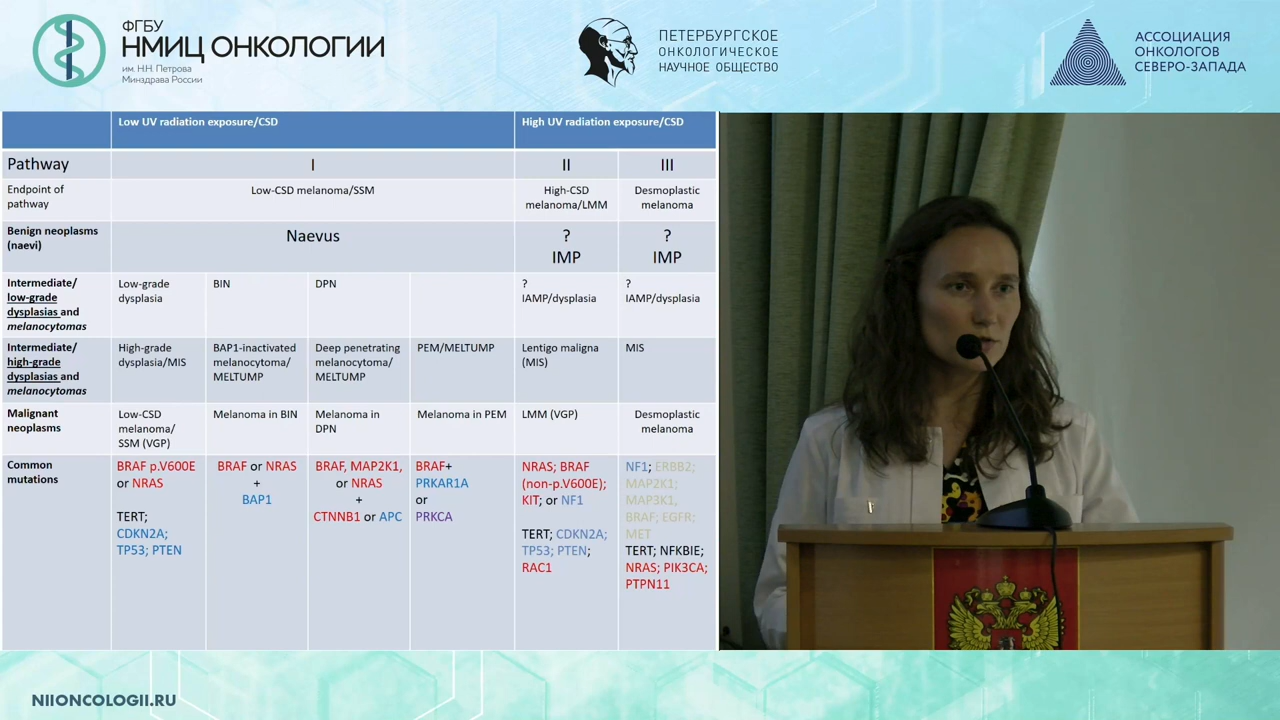 ФГБУ
НМИЦ ОНКОЛОГИИ
им. Н.Н. Петрова
Минздрава России
ПЕТЕРБУРГСКОЕ
ОНКОЛОГИЧЕСКОЕ
НАУЧНОЕ ОБЩЕСТВО
АССОЦИАЦИЯ
ОНКОЛОГОВ
СЕВЕРО-ЗАПАДА
Low UV radiation exposure/CSD
High UV radiation exposure/CSD
Pathway
I
II
III
Endpoint of
pathway
Low-CSD melanoma/SSM
High-CSD
melanoma/LMM
Desmoplastic
melanoma
Benign neoplasms
(naevi)
Naevus
?
IMP
?
IMP
Intermediate/
low-grade
dysplasias and
melanocytomas
Low-grade
dysplasia
BIN
DPN
?
IAMP/dysplasia
?
IAMP/dysplasia
Intermediate/
high-grade
dysplasias and
melanocytomas
High-grade
dysplasia/MIS
BAP1-inactivated
melanocytoma/
MELTUMP
Deep penetrating
melanocytoma/
MELTUMP
PEM/MELTUMP
Lentigo maligna
(MIS)
MIS
Malignant
neoplasms
Low-CSD
melanoma/
SSM (VGP)
Melanoma in BIN
Melanoma in
DPN
Melanoma in PEM
LMM (VGP)
Desmoplastic
melanoma
Common
mutations
BRAF p.V600E
or NRAS
TERT;
CDKN2A;
TP53; PTEN
BRAF or NRAS
+
BAP1
BRAF, MAP2K1,
or NRAS
+
CTNNB1 or APC
BRAF+
PRKAR1A
or
PRKCA
NRAS; BRAF
(non-p.V600E);
KIT; or NF1
TERT; CDKN2A;
TP53; PTEN;
RAC1
NF1; ERBB2;
MAP2K1;
MAP3K1,
BRAF; EGFR;
MET
TERT; NFKBIE;
NRAS; PIK3CA;
PTPN11
NIIONCOLOGII.RU